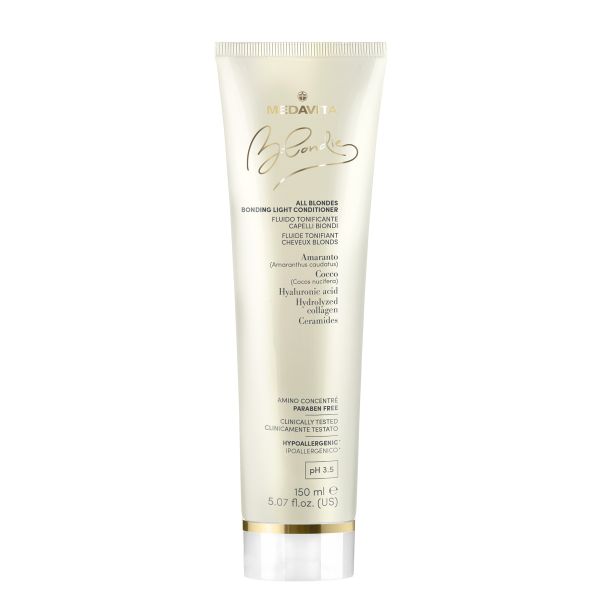 MEDAVITA
Blondie
ALL BLONDES
BONDING LIGHT CONDITIONER
FLUIDO TONIFICANTE
CAPELLI BIONDI
FLUIDE TONIFIANT
CHEVEUX BLONDS
Amaranto
(Amaranthus caudatus)
Cocco
(Cocos nucifera)
Hyaluronic acid
Hydrolyzed
collagen
Ceramides
AMINO CONCENTRÉ
PARABEN FREE
CLINICALLY TESTED
CLINICAMENTE TESTATO
HYPOALLERGENIC*
IPOALLERGENICO*
pH 3.5
150 ml ℮
5.07 fl.oz. (US)